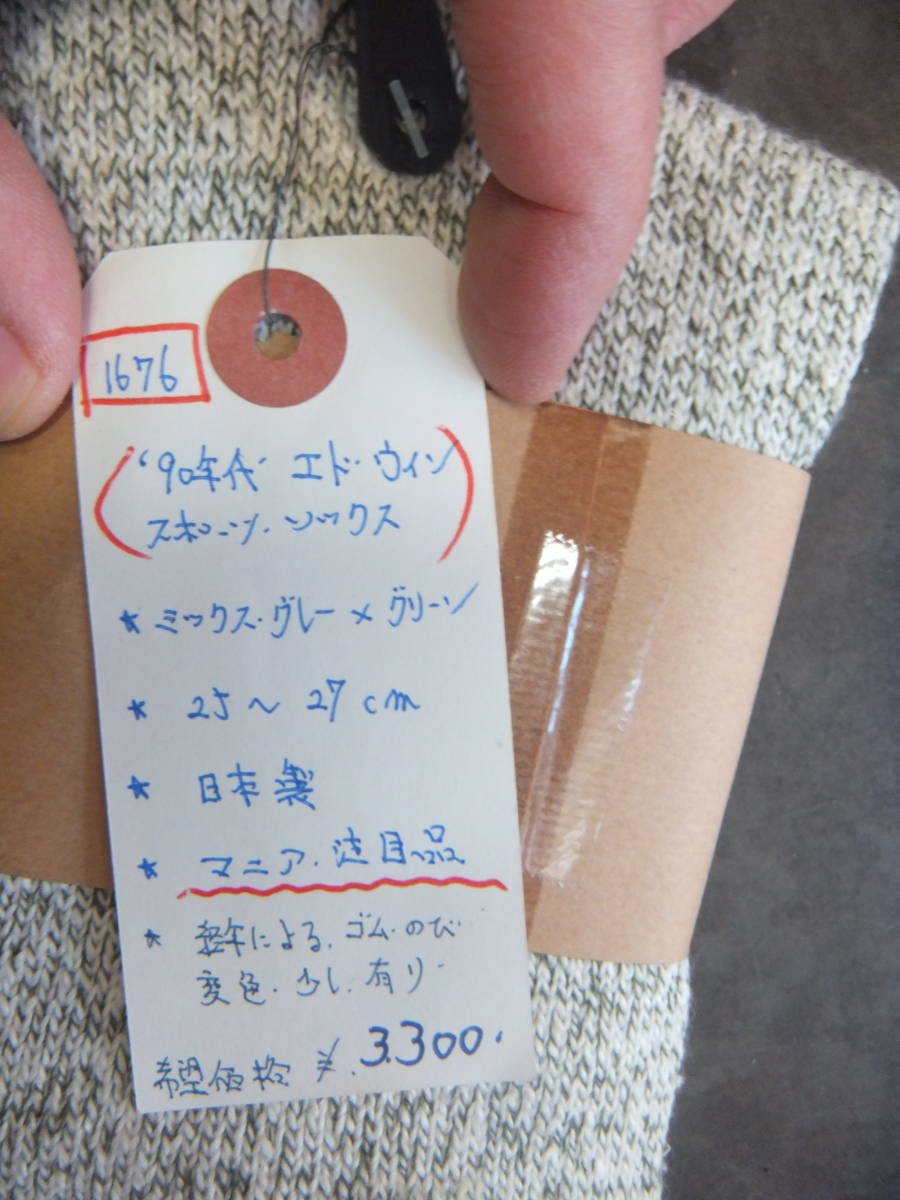 1676
'90年代 エド・ウィン
スポーツ・ソックス
★ ミックス・グレー × グリーン
★ 25～27cm
★ 日本製
★ マニア・注目品
★ 経年による.ゴム.のび
変色.少し.有り
希望価格 ¥.3.300.